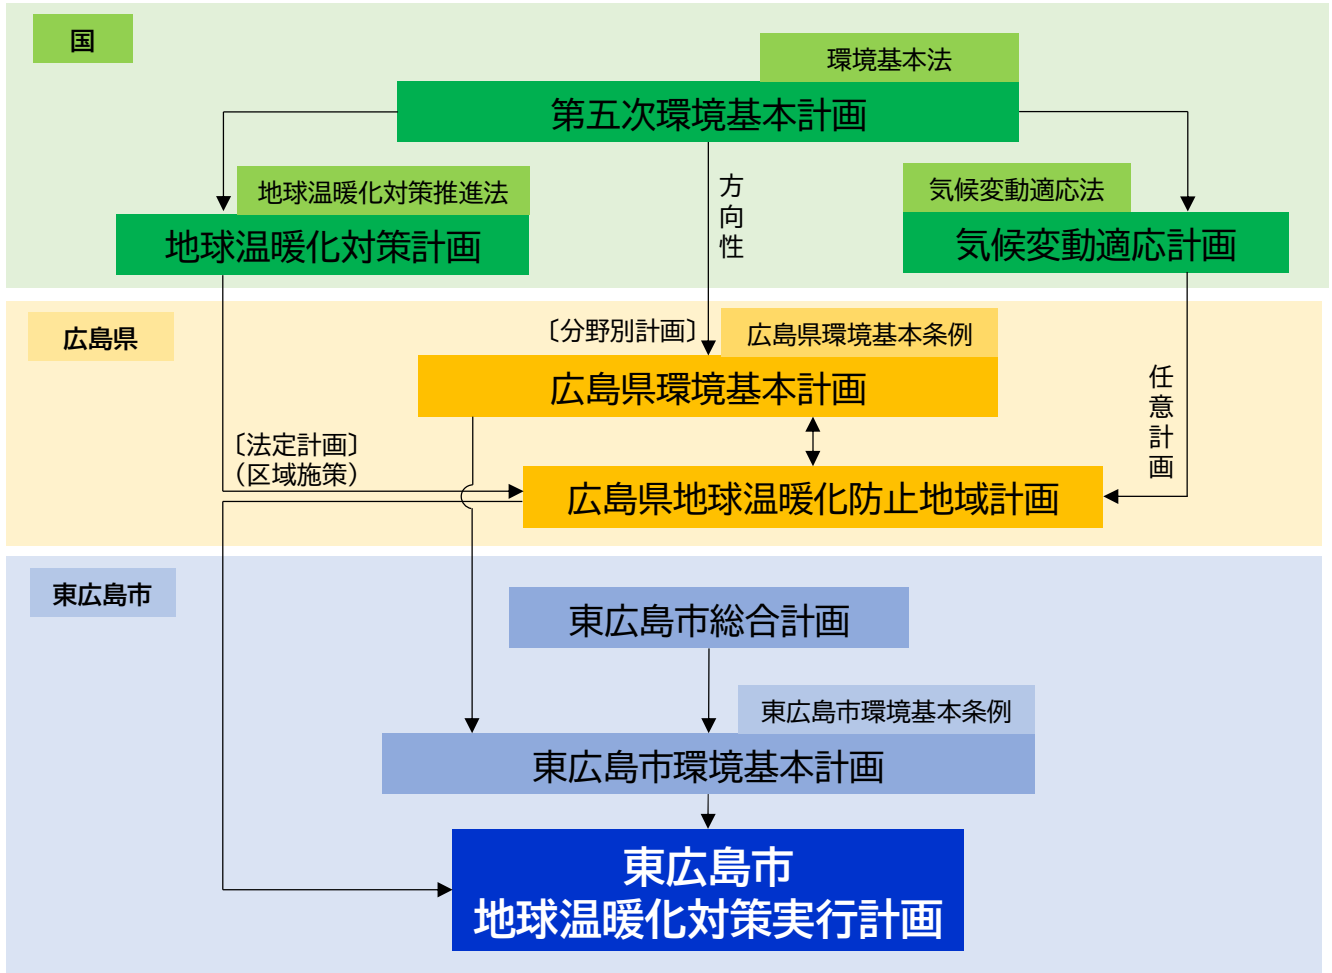 国
環境基本法
第五次環境基本計画
地球温暖化対策推進法
地球温暖化対策計画
方向性
気候変動適応法
気候変動適応計画
広島県
〔分野別計画〕
広島県環境基本条例
広島県環境基本計画
任意計画
〔法定計画〕
（区域施策）
広島県地球温暖化防止地域計画
東広島市
東広島市総合計画
東広島市環境基本条例
東広島市環境基本計画
東広島市
地球温暖化対策実行計画